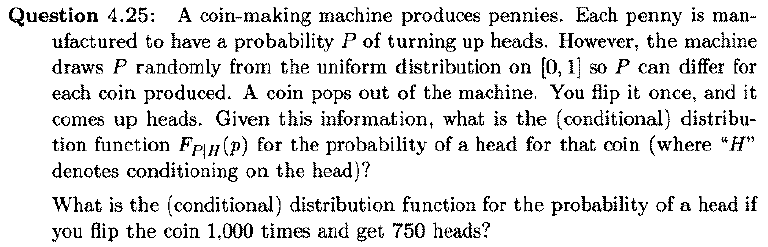 Question 4.25: A coin-making machine produces pennies. Each penny is man-
ufactured to have a probability P of turning up heads. However, the machine
draws P randomly from the uniform distribution on [0, 1] so P can differ for
each coin produced. A coin pops out of the machine. You flip it once, and it
comes up heads. Given this information, what is the (conditional) distribu-
tion function F_{P|H}(p) for the probability of a head for that coin (where "H"
denotes conditioning on the head)?
What is the (conditional) distribution function for the probability of a head if
you flip the coin 1,000 times and get 750 heads?